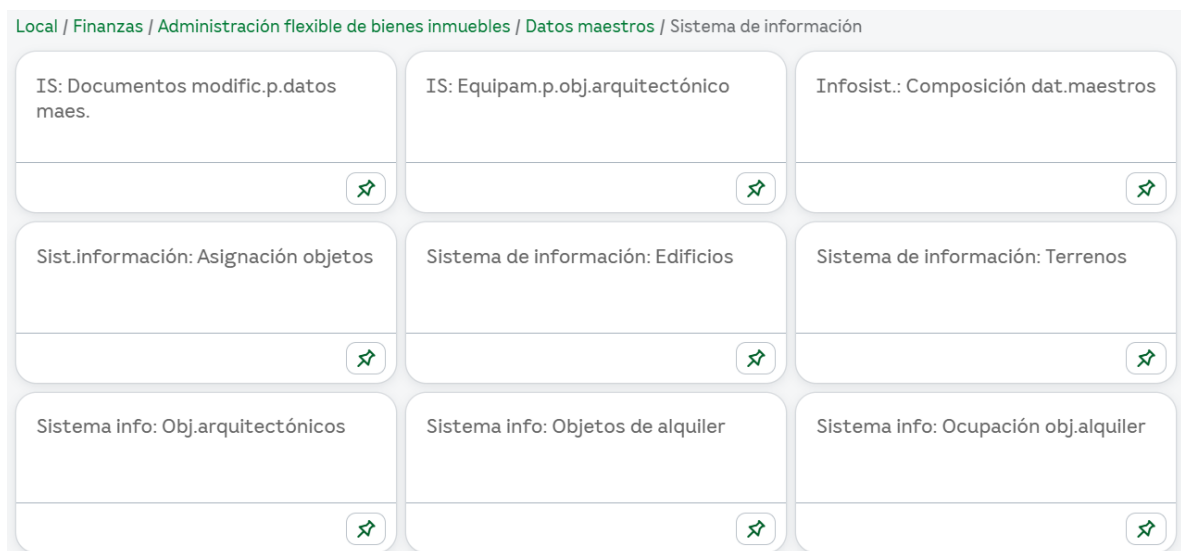 Local / Finanzas / Administración flexible de bienes inmuebles / Datos maestros / Sistema de información
IS: Documentos modific.p.datos
maes.
IS: Equipam.p.obj.arquitectónico
Infosist.: Composición dat.maestros
Sist.información: Asignación objetos
Sistema de información: Edificios
Sistema de información: Terrenos
Sistema info: Obj.arquitectónicos
Sistema info: Objetos de alquiler
Sistema info: Ocupación obj.alquiler